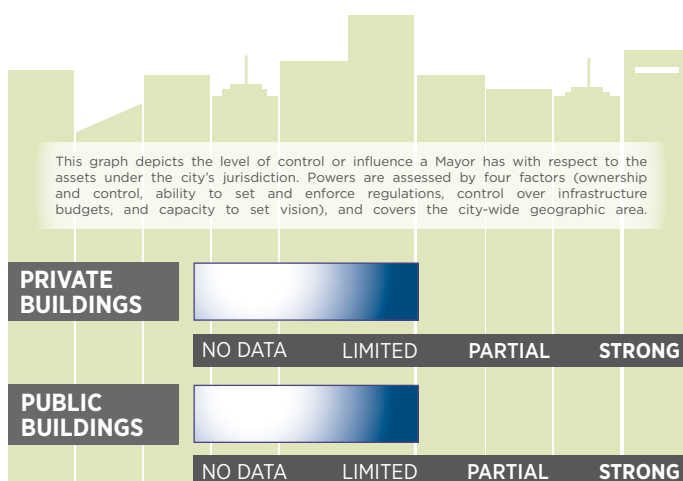 This graph depicts the level of control or influence a Mayor has with respect to the
assets under the city's jurisdiction. Powers are assessed by four factors (ownership
and control, ability to set and enforce regulations, control over infrastructure
budgets, and capacity to set vision), and covers the city-wide geographic area.
PRIVATE
BUILDINGS
NO DATA LIMITED PARTIAL STRONG
PUBLIC
BUILDINGS
NO DATA LIMITED PARTIAL STRONG